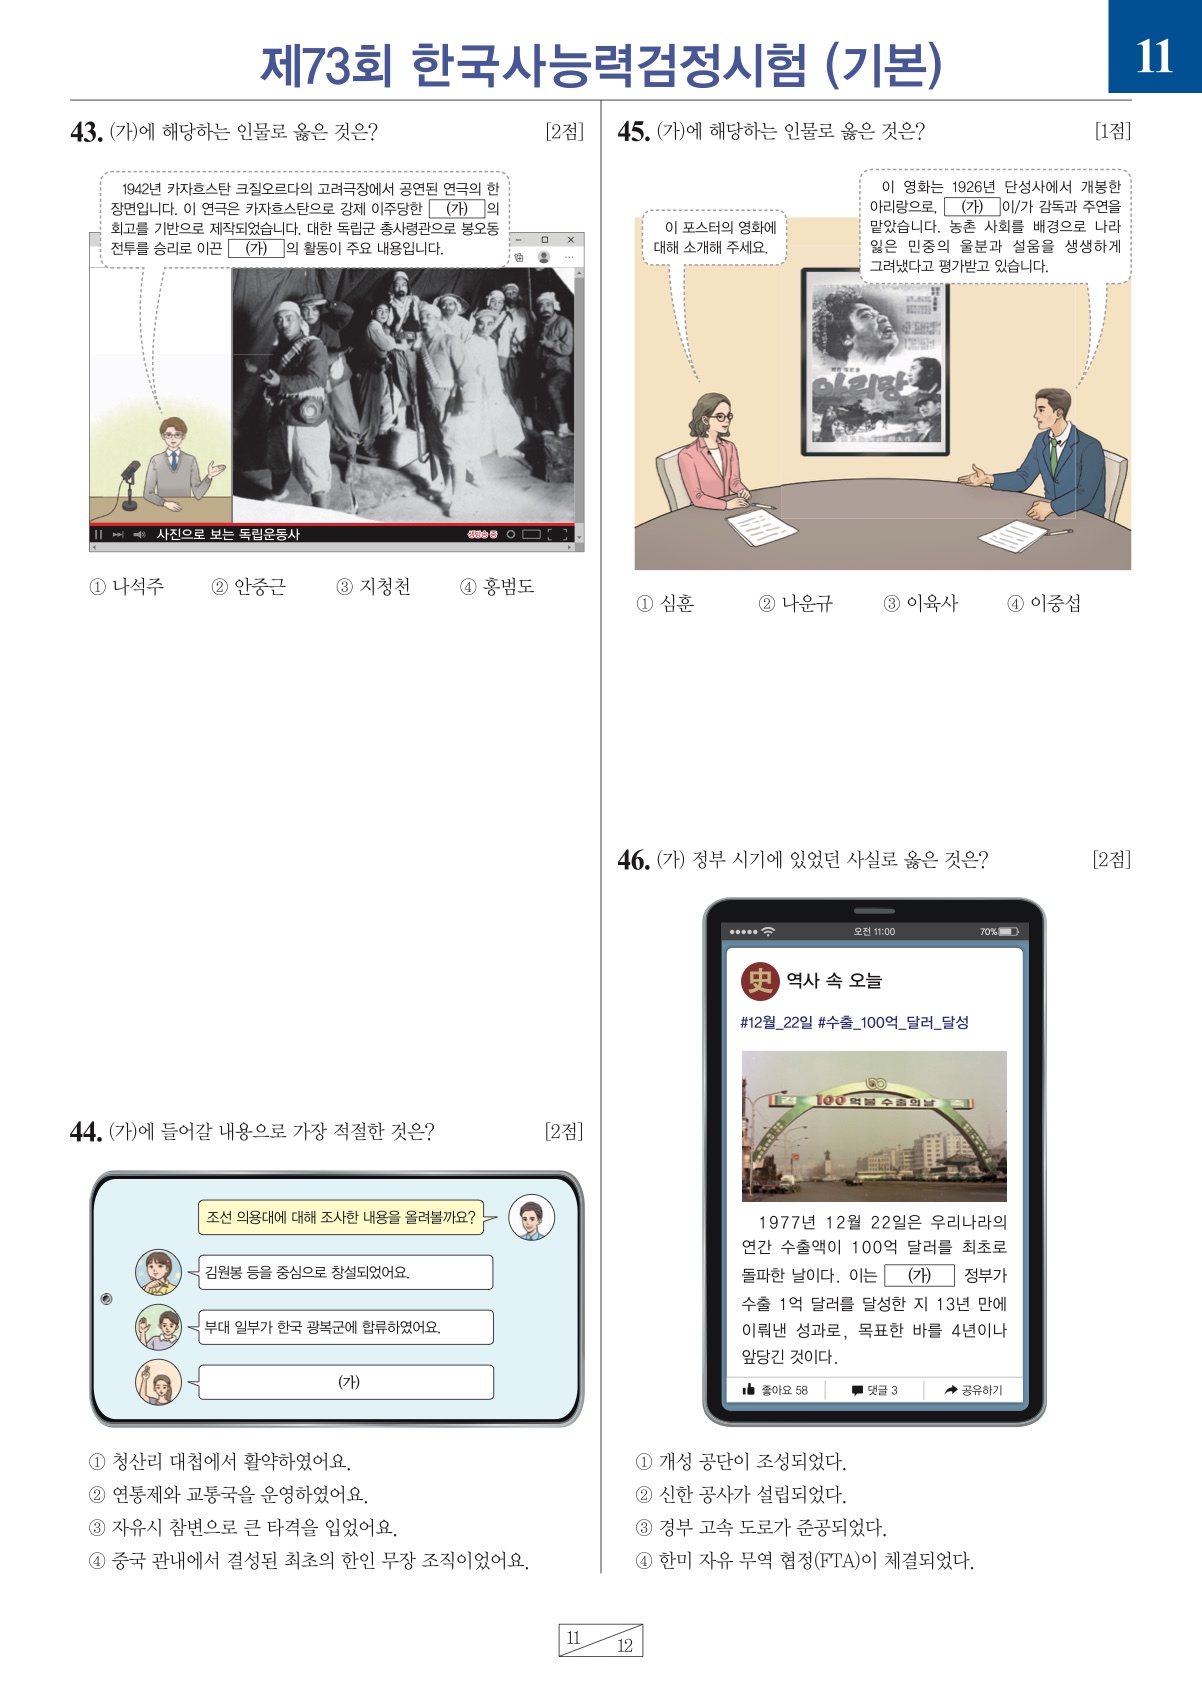 제73회 한국사능력검정시험 (기본)
11
43. (가)에 해당하는 인물로 옳은 것은? [2점]
1942년 카자흐스탄 크질오르다의 고려극장에서 공연된 연극의 한
장면입니다. 이 연극은 카자흐스탄으로 강제 이주당한 (가) 의
회고를 기반으로 제작되었습니다. 대한 독립군 총사령관으로 봉오동
전투를 승리로 이끈 (가) 의 활동이 주요 내용입니다.
사진으로 보는 독립운동사
생방송 중
① 나석주 ② 안중근 ③ 지청천 ④ 홍범도
44. (가)에 들어갈 내용으로 가장 적절한 것은? [2점]
조선 의용대에 대해 조사한 내용을 올려볼까요?
김원봉 등을 중심으로 창설되었어요.
부대 일부가 한국 광복군에 합류하였어요.
(가)
① 청산리 대첩에서 활약하였어요.
② 연통제와 교통국을 운영하였어요.
③ 자유시 참변으로 큰 타격을 입었어요.
④ 중국 관내에서 결성된 최초의 한인 무장 조직이었어요.
45. (가)에 해당하는 인물로 옳은 것은? [1점]
이 포스터의 영화에
대해 소개해 주세요.
이 영화는 1926년 단성사에서 개봉한
아리랑으로, (가) 이/가 감독과 주연을
맡았습니다. 농촌 사회를 배경으로 나라
잃은 민중의 울분과 설움을 생생하게
그려냈다고 평가받고 있습니다.
아리랑
① 심훈 ② 나운규 ③ 이육사 ④ 이중섭
46. (가) 정부 시기에 있었던 사실로 옳은 것은? [2점]
오전 11:00
70%
史 역사 속 오늘
#12월_22일 #수출_100억_달러_달성
100억불 수출의날
1977년 12월 22일은 우리나라의
연간 수출액이 100억 달러를 최초로
돌파한 날이다. 이는 (가) 정부가
수출 1억 달러를 달성한 지 13년 만에
이뤄낸 성과로, 목표한 바를 4년이나
앞당긴 것이다.
좋아요 58 댓글 3 공유하기
① 개성 공단이 조성되었다.
② 신한 공사가 설립되었다.
③ 경부 고속 도로가 준공되었다.
④ 한미 자유 무역 협정(FTA)이 체결되었다.
11
12